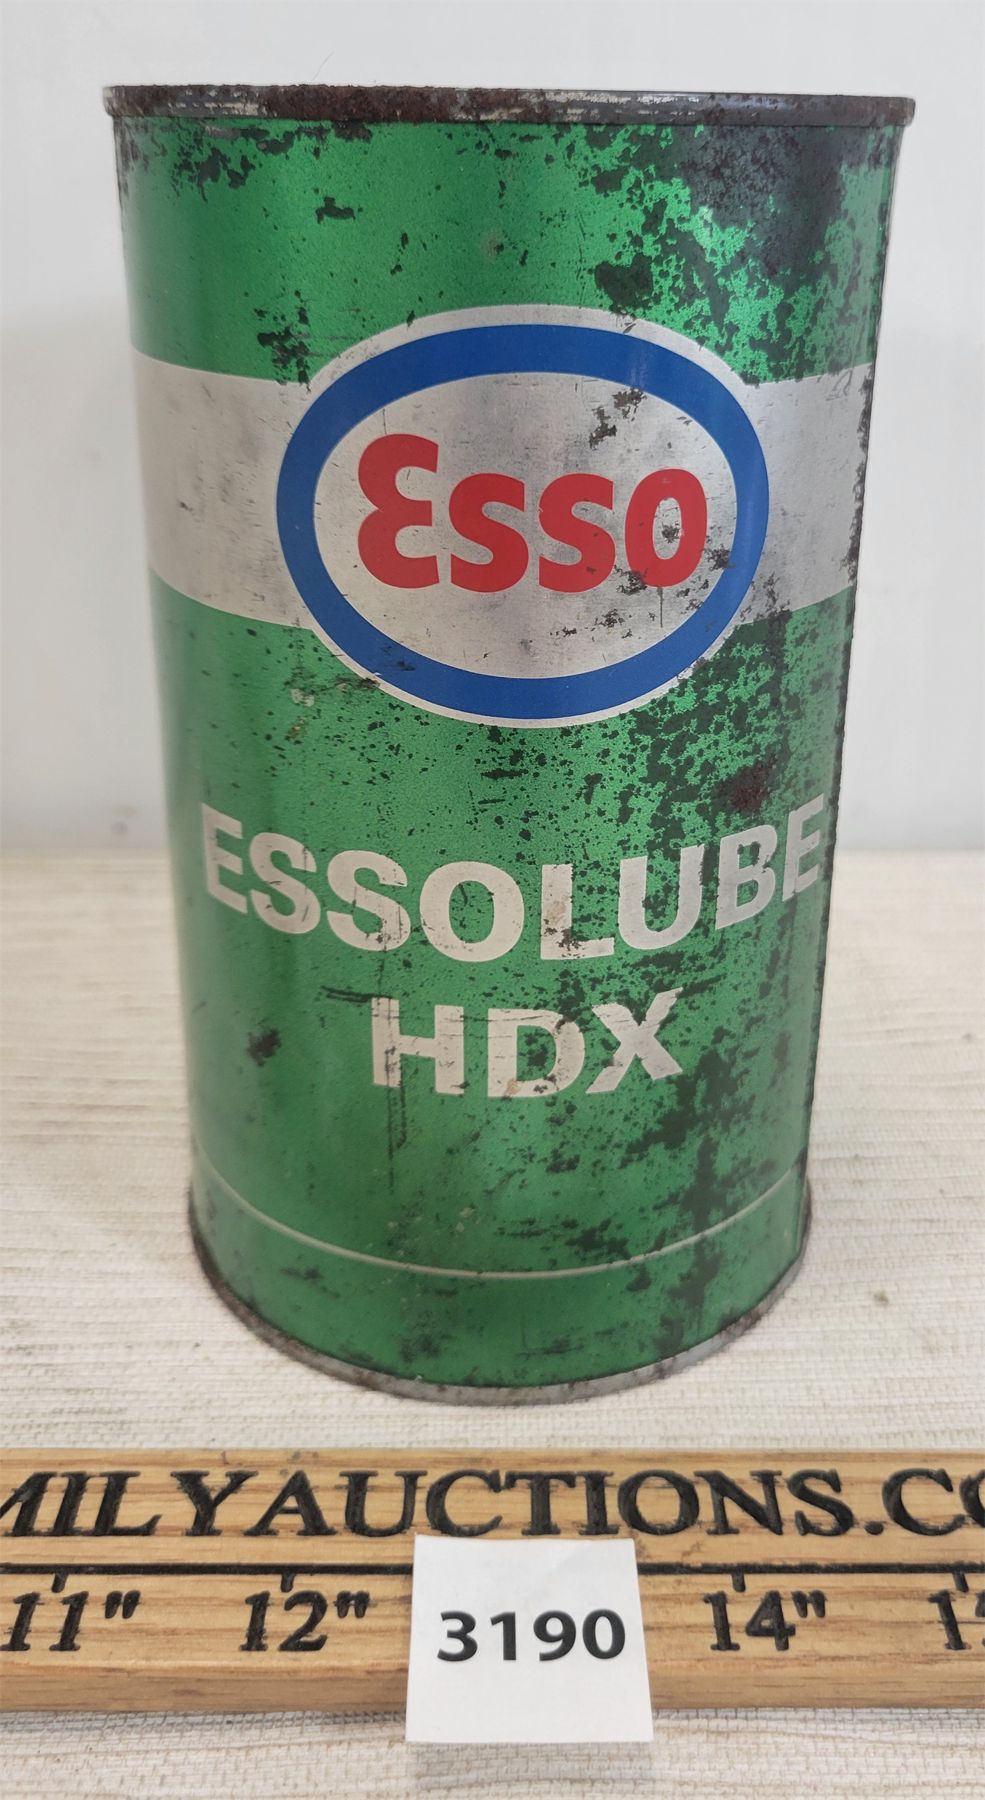 Esso
ESSOLUBE
HDX
MILYAUCTIONS.CO
11" 12" 14"
3190